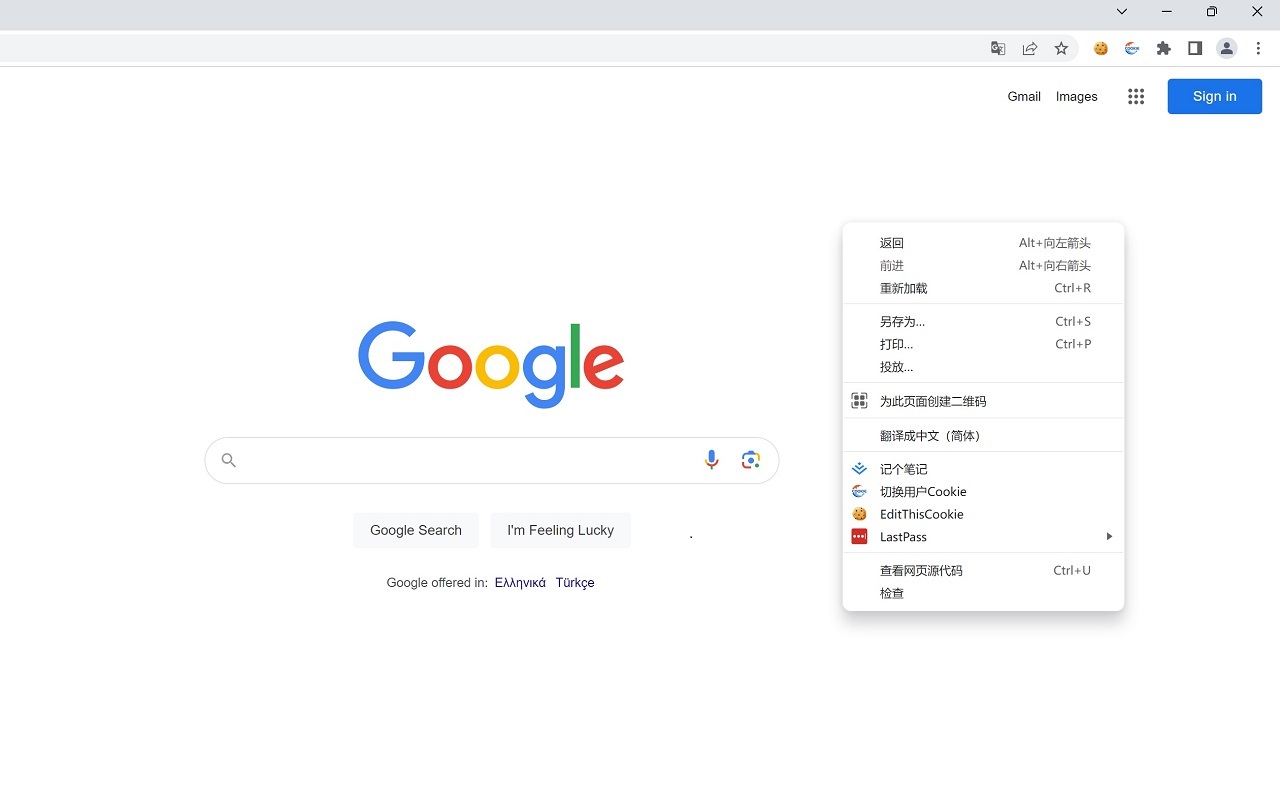 Gmail Images Sign in
Google
Google Search I'm Feeling Lucky
Google offered in: Ελληνικά Türkçe
返回 Alt+向左箭头
前进 Alt+向右箭头
重新加载 Ctrl+R
另存为... Ctrl+S
打印... Ctrl+P
投放...
为此页面创建二维码
翻译成中文（简体）
记个笔记
切换用户Cookie
EditThisCookie
LastPass
查看网页源代码 Ctrl+U
检查